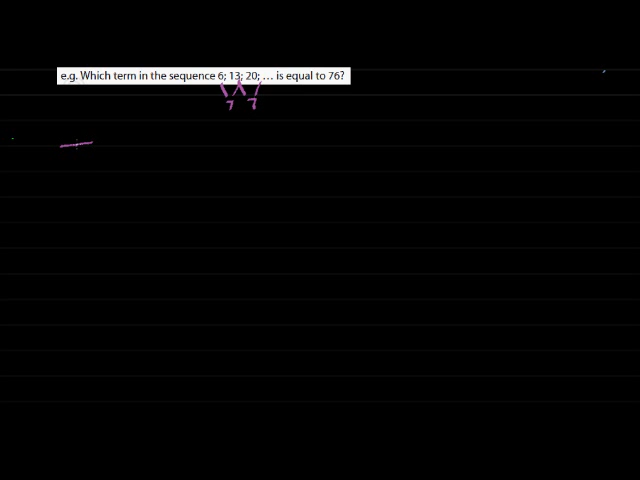 e.g. Which term in the sequence 6; 13; 20; … is equal to 76?
7 7